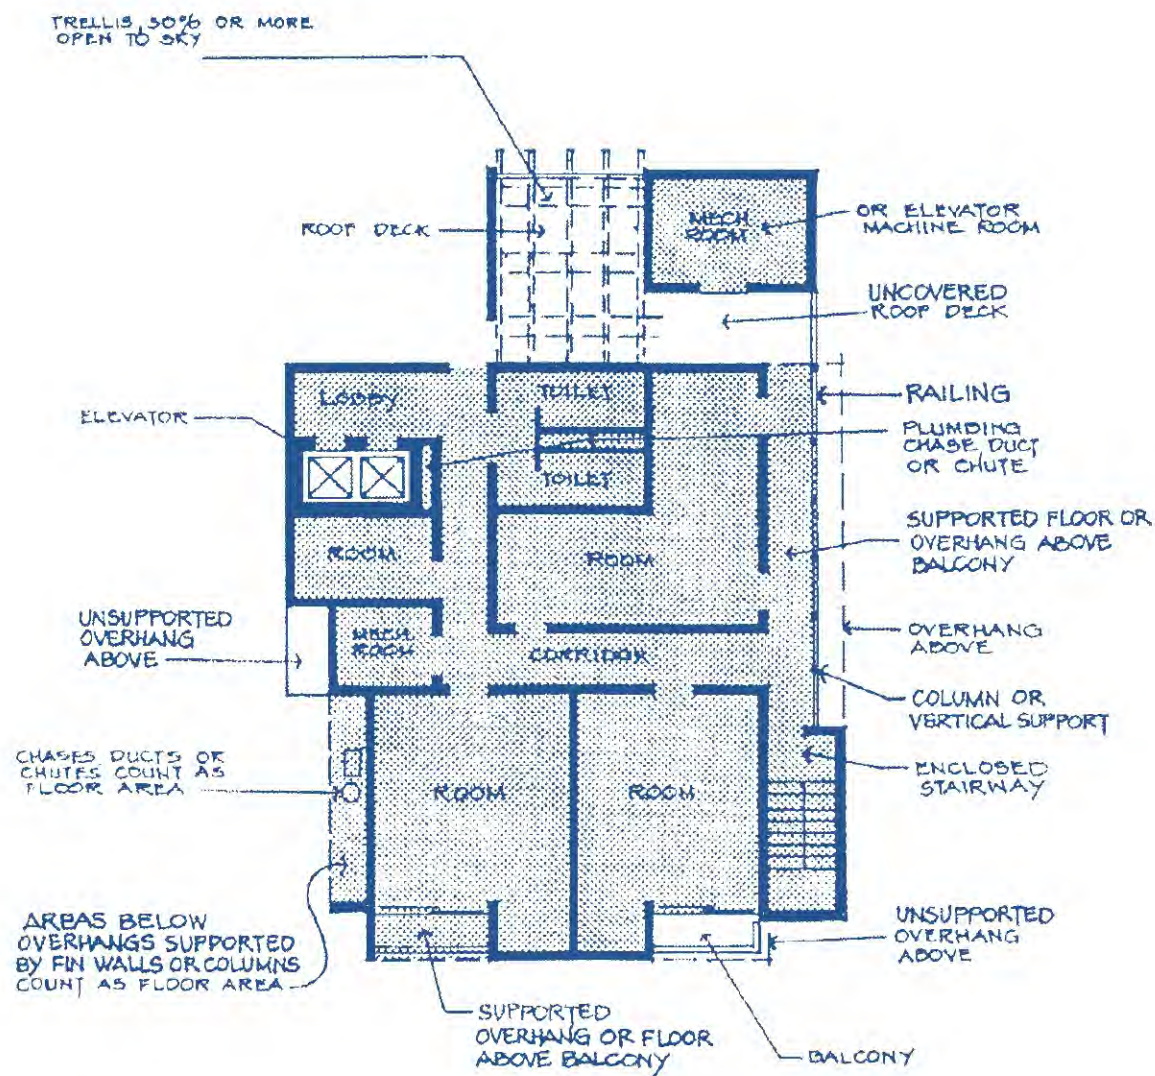 TRELLIS, 50% OR MORE
OPEN TO SKY
ROOF DECK
MECH
ROOM
OR ELEVATOR
MACHINE ROOM
UNCOVERED
ROOF DECK
LOBBY
TOILET
RAILING
ELEVATOR
PLUMBING
CHASE DUCT
OR CHUTE
TOILET
SUPPORTED FLOOR OR
OVERHANG ABOVE
BALCONY
ROOM
ROOM
UNSUPPORTED
OVERHANG
ABOVE
MECH
ROOM
CORRIDOR
OVERHANG
ABOVE
COLUMN OR
VERTICAL SUPPORT
CHASES DUCTS OR
CHUTES COUNT AS
FLOOR AREA
ROOM
ROOM
ENCLOSED
STAIRWAY
AREAS BELOW
OVERHANGS SUPPORTED
BY FIN WALLS OR COLUMNS
COUNT AS FLOOR AREA
UNSUPPORTED
OVERHANG
ABOVE
SUPPORTED
OVERHANG OR FLOOR
ABOVE BALCONY
BALCONY